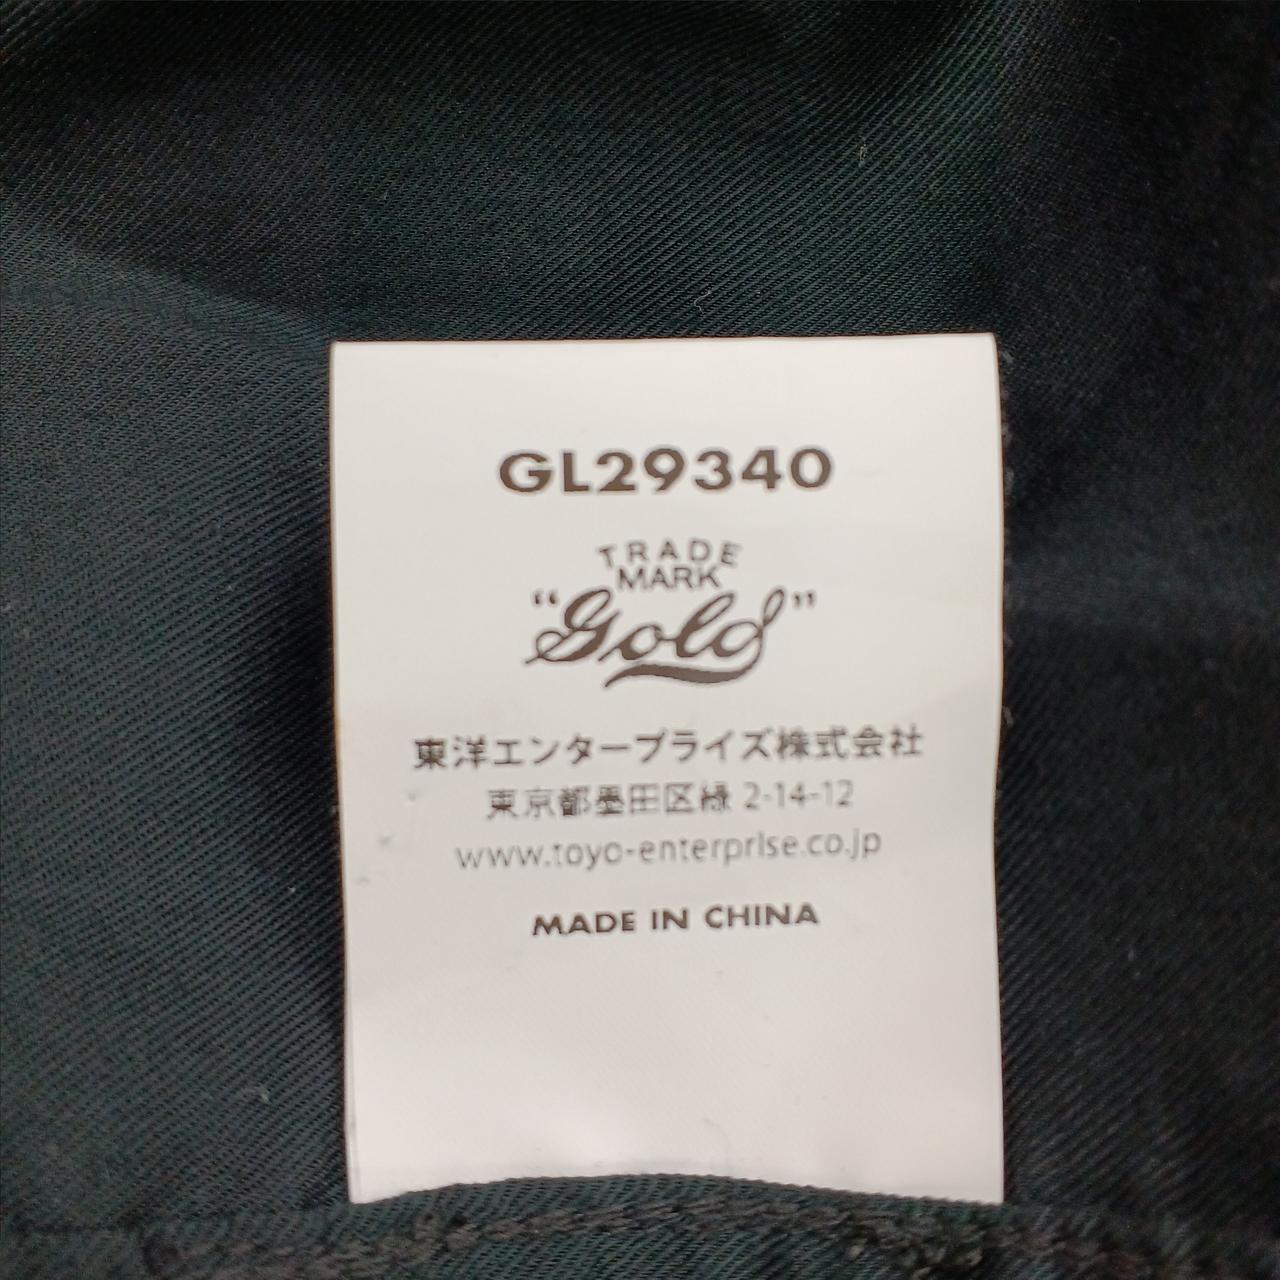 GL29340
TRADE
MARK
"Gold"
東洋エンタープライズ株式会社
東京都墨田区緑 2-14-12
www.toyo-enterprise.co.jp
MADE IN CHINA